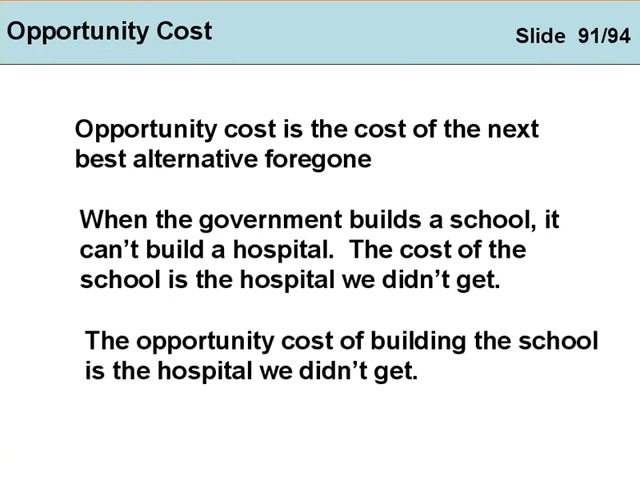 Opportunity Cost
Slide 91/94
Opportunity cost is the cost of the next
best alternative foregone
When the government builds a school, it
can’t build a hospital. The cost of the
school is the hospital we didn’t get.
The opportunity cost of building the school
is the hospital we didn’t get.